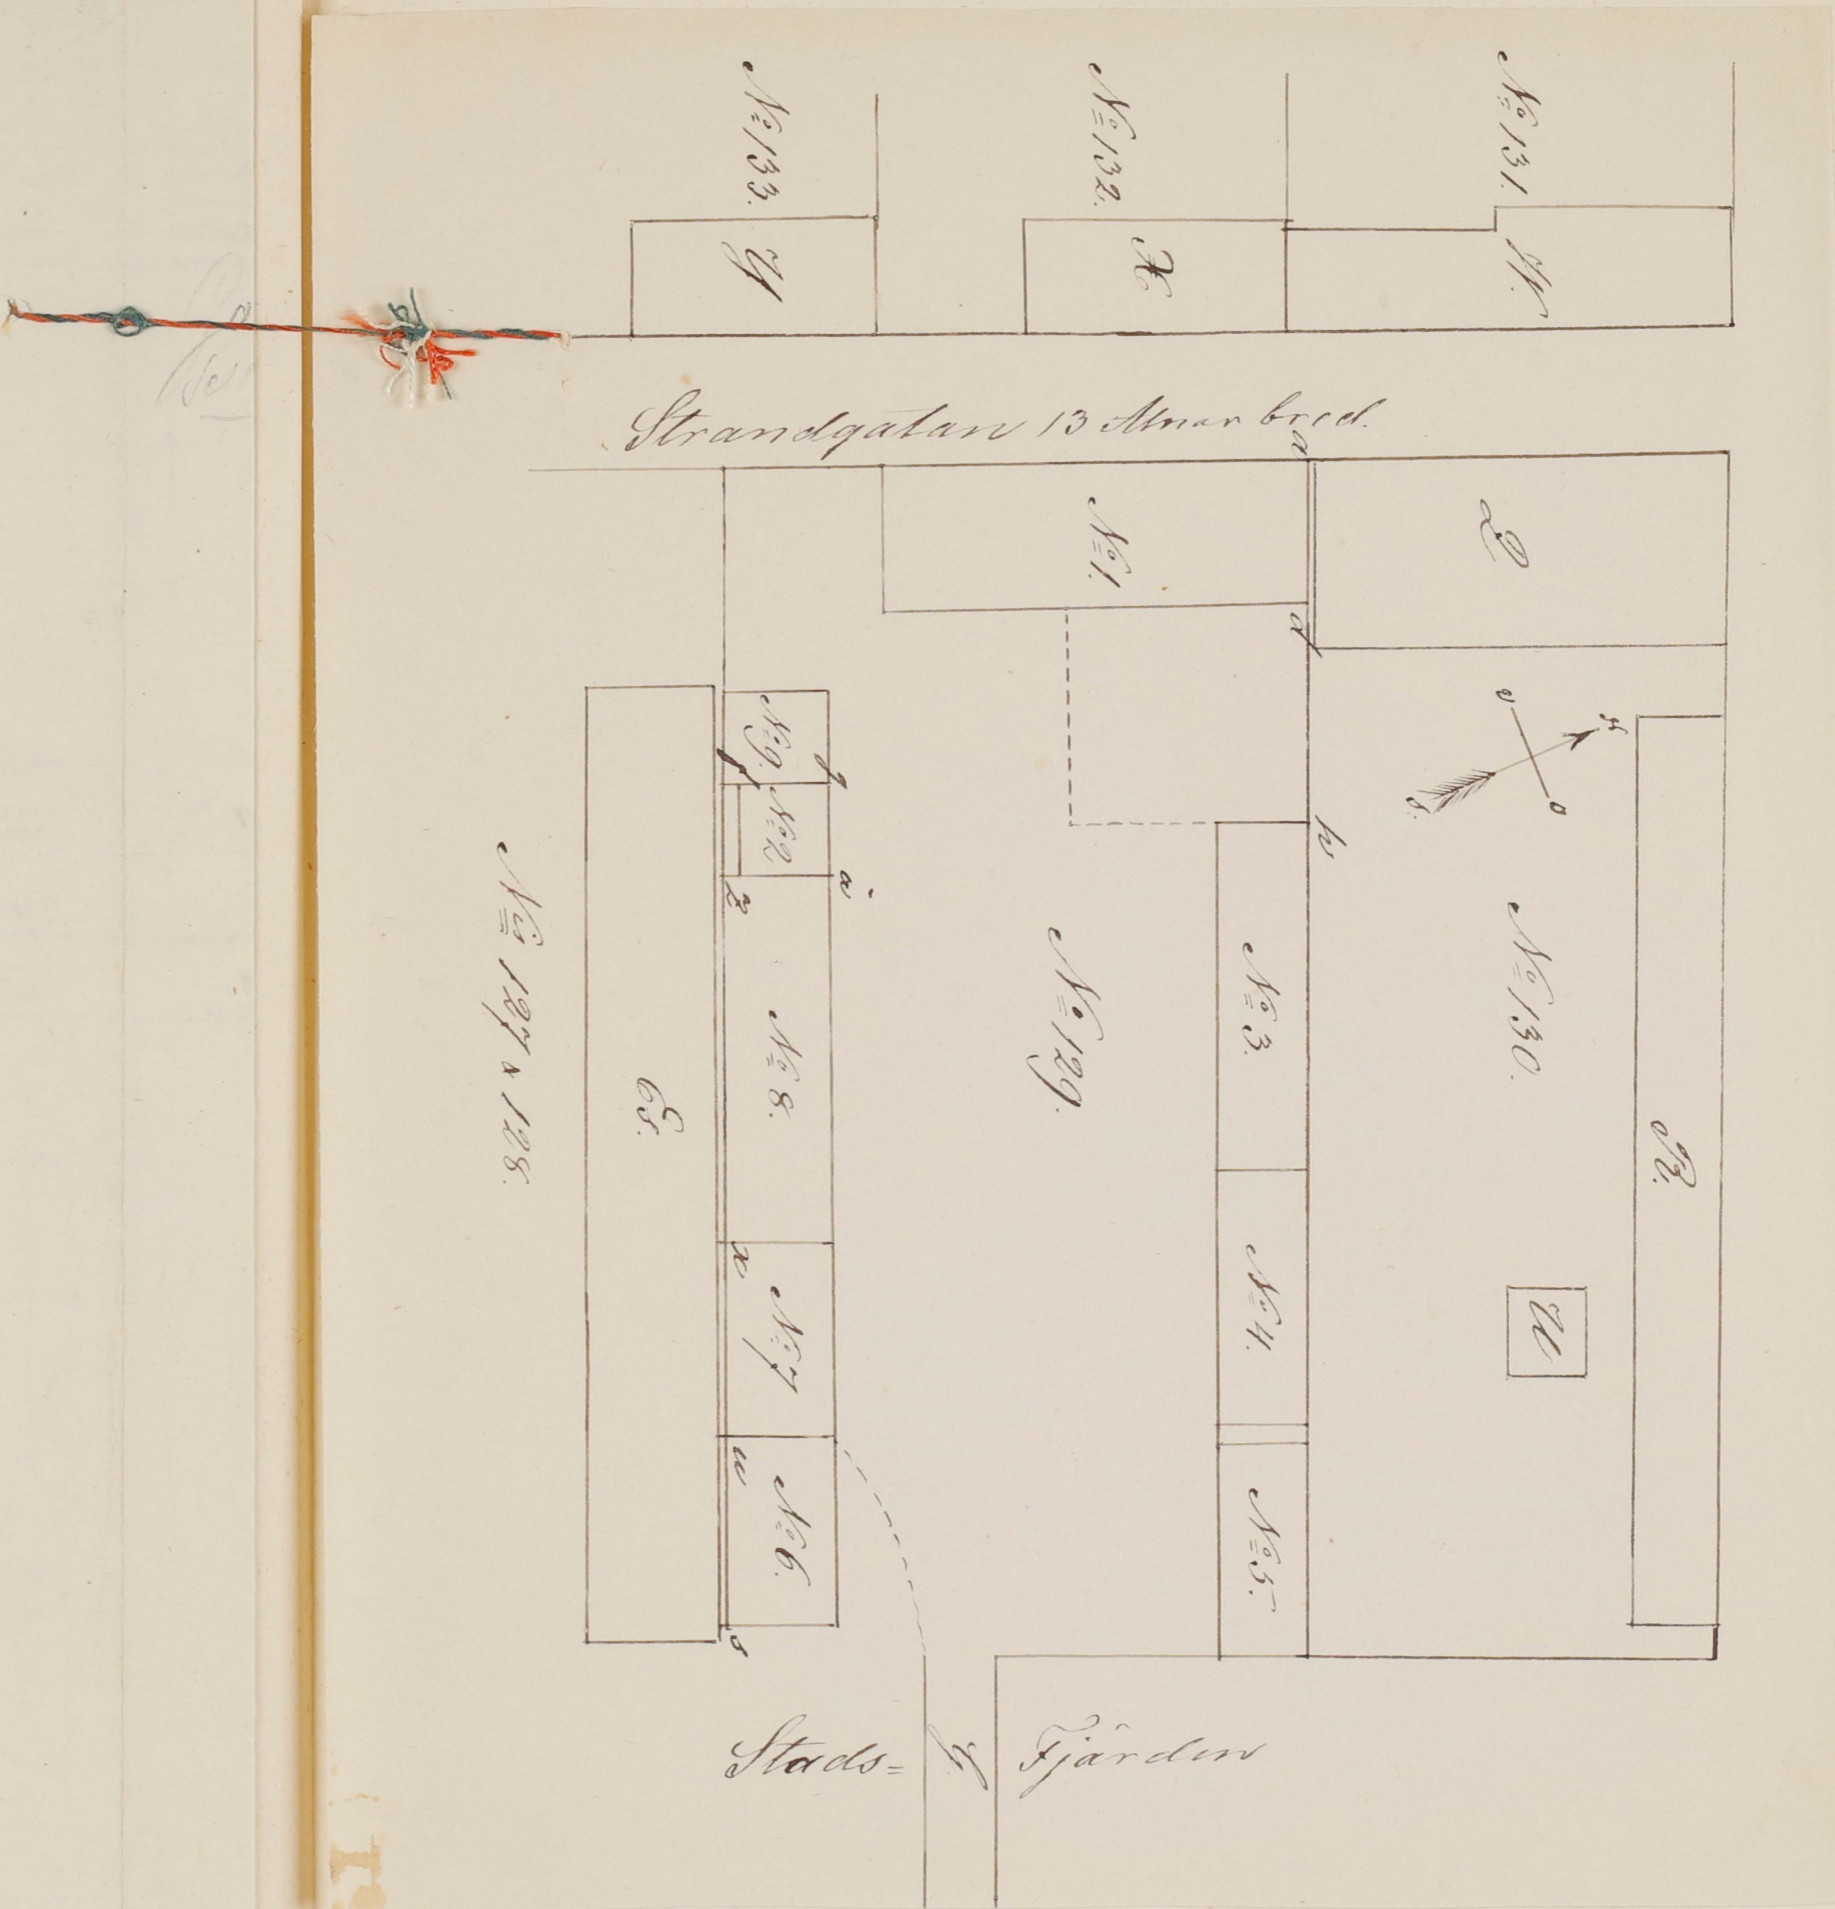 No 133.
No 132.
No 131.
Y
X
Strandgatan 13 Alnar bred.
a
No 1.
d
No 9.
No 2.
q
f
z
å
h
N
v
o
s.
No 130.
No 3.
No 129.
No 8.
Nis 127 & 128.
R.
No 4.
U
x
No 7
u
No 6.
No 5.
s
Stads=
Fjärden